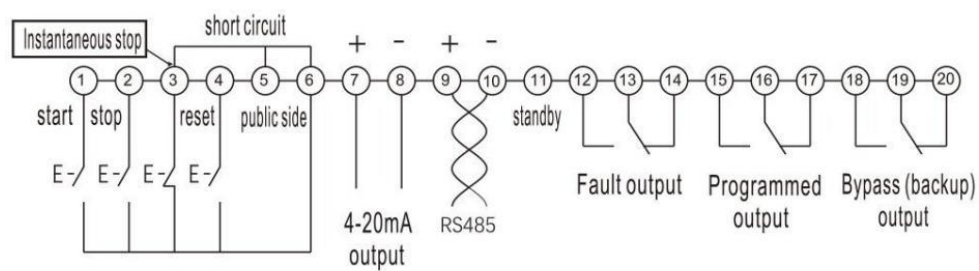 short circuit
Instantaneous stop
+ - + -
1 2 3 4 5 6 7 8 9 10 11 12 13 14 15 16 17 18 19 20
start stop reset public side standby
E E E E
4-20mA
output
RS485
Fault output
Programmed
output
Bypass (backup)
output